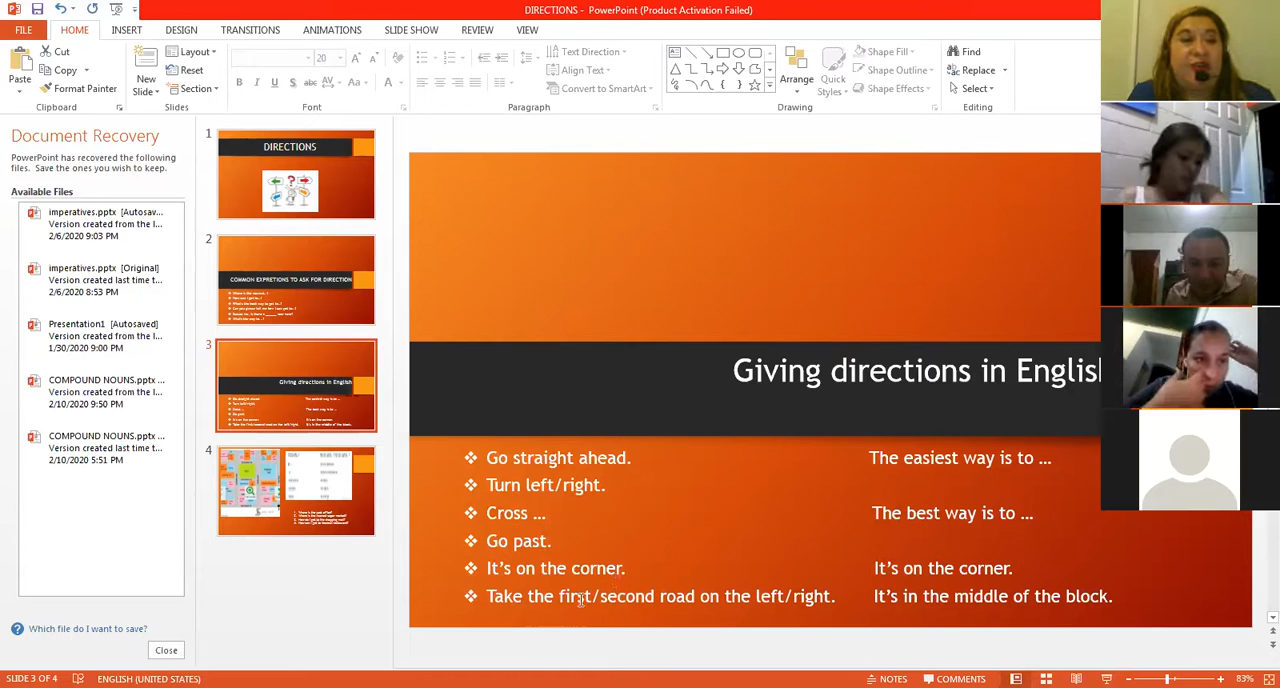 DIRECTIONS - PowerPoint (Product Activation Failed)
FILE HOME INSERT DESIGN TRANSITIONS ANIMATIONS SLIDE SHOW REVIEW VIEW
Paste
Cut
Copy
Format Painter
Clipboard
New Slide
Layout
Reset
Section
Slides
20
B I U S abc AV Aa A
Font
Text Direction
Align Text
Convert to SmartArt
Paragraph
Arrange
Quick Styles
Shape Fill
Shape Outline
Shape Effects
Drawing
Find
Replace
Select
Editing
Document Recovery
PowerPoint has recovered the following
files. Save the ones you wish to keep.
Available Files
imperatives.pptx [Autosav...
Version created from the l...
2/6/2020 9:03 PM
imperatives.pptx [Original]
Version created last time t...
2/6/2020 8:53 PM
Presentation1 [Autosaved]
Version created from the l...
1/30/2020 9:00 PM
COMPOUND NOUNS.pptx ...
Version created last time t...
2/10/2020 9:50 PM
COMPOUND NOUNS.pptx ...
Version created last time t...
2/10/2020 5:51 PM
Which file do I want to save?
Close
1
DIRECTIONS
2
COMMON EXPRETIONS TO ASK FOR DIRECTION
3
Giving directions in English
4
Giving directions in English
Go straight ahead.
Turn left/right.
Cross ...
Go past.
It's on the corner.
Take the first/second road on the left/right.
The easiest way is to ...
The best way is to ...
It's on the corner.
It's in the middle of the block.
SLIDE 3 OF 4
ENGLISH (UNITED STATES)
NOTES
COMMENTS
83%